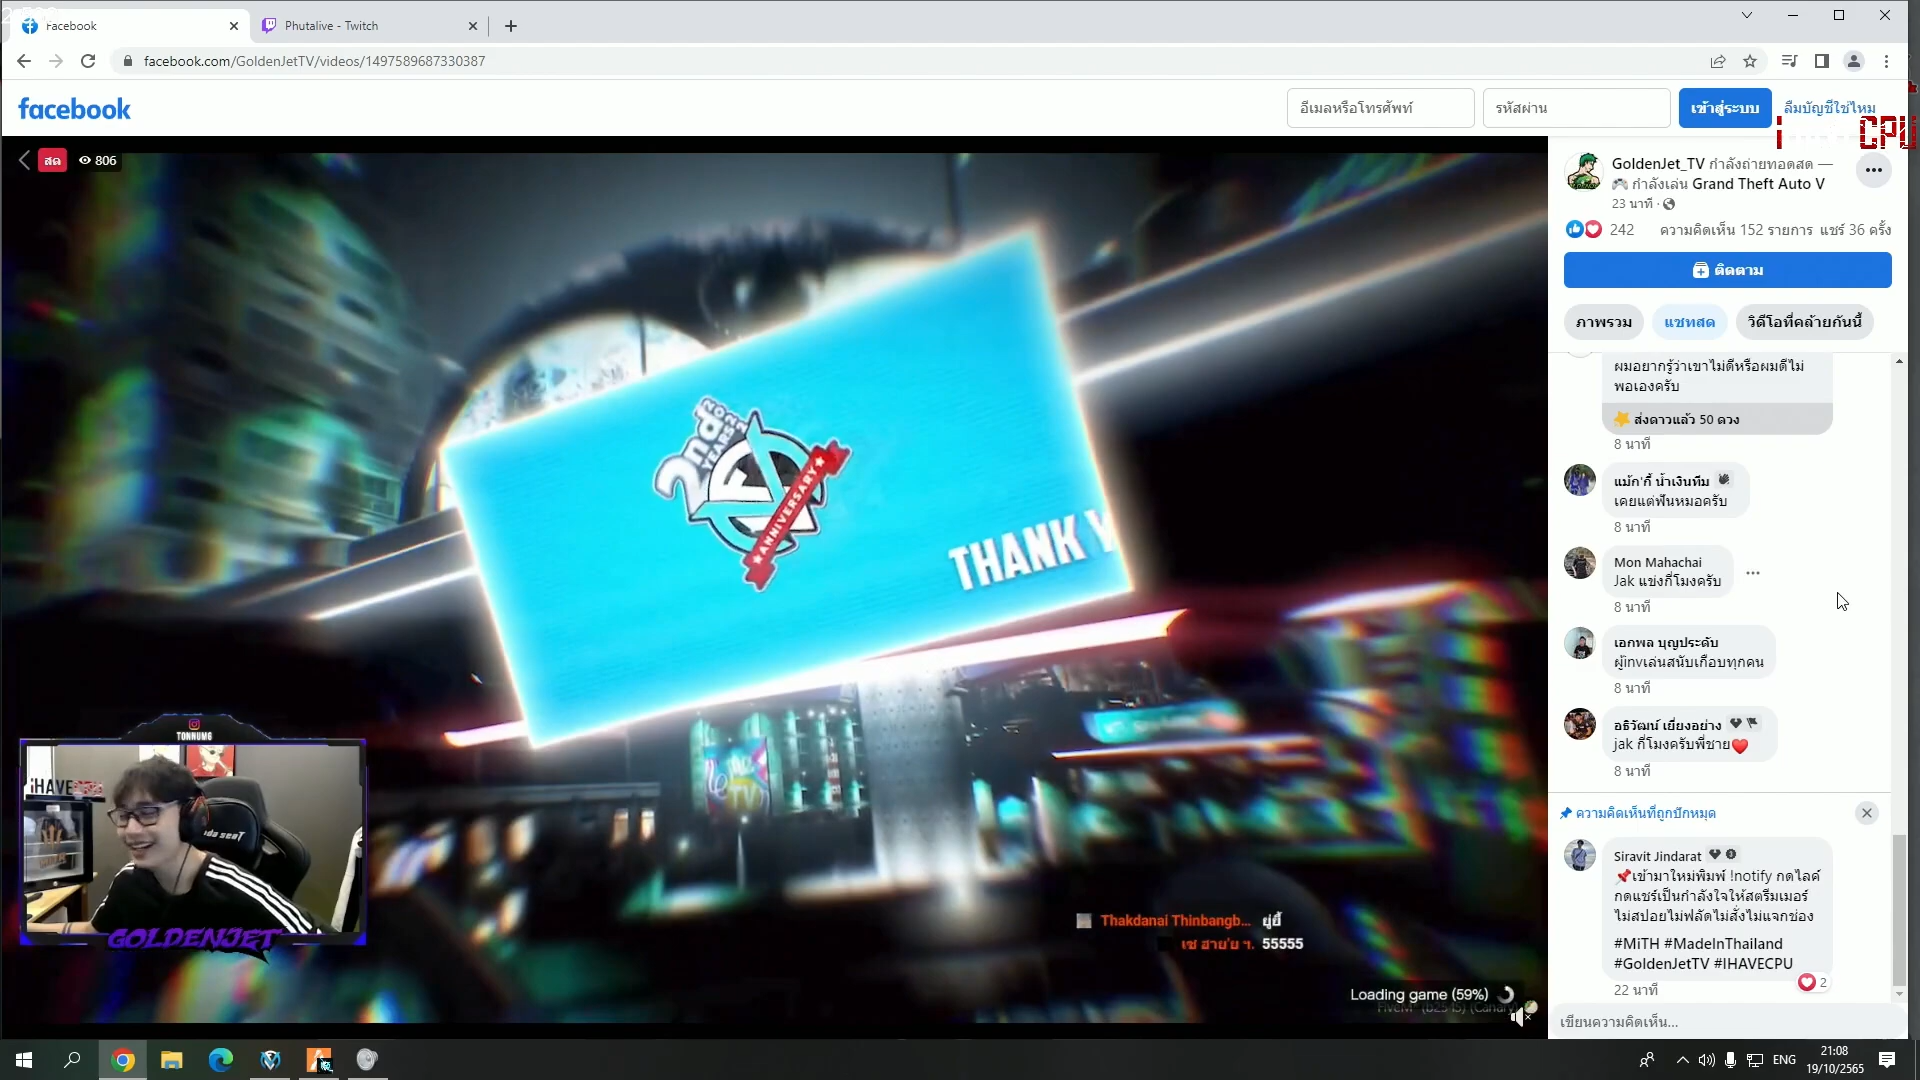 Facebook
Phutalive - Twitch
facebook.com/GoldenJetTV/videos/1497589687330387
facebook
อีเมลหรือโทรศัพท์
รหัสผ่าน
เข้าสู่ระบบ
ลืมบัญชีใช่ไหม
CPU
สด
806
GoldenJet_TV กำลังถ่ายทอดสด —
กำลังเล่น Grand Theft Auto V
23 นาที ·
242
ความคิดเห็น 152 รายการ
แชร์ 36 ครั้ง
ติดตาม
ภาพรวม
แชทสด
วิดีโอที่คล้ายกันนี้
ผมอยากรู้ว่าเขาไม่ดีหรือผมดีไม่
พอเองครับ
ส่งดาวแล้ว 50 ดวง
8 นาที
แม้ก'กี้ น้ำเงินทีม
เคยแต่ฟันหมอครับ
8 นาที
Mon Mahachai
Jak แข่งกี่โมงครับ
8 นาที
เอกพล บุญประดับ
ผู้invเล่นสนับเกือบทุกคน
8 นาที
อธิวัฒน์ เยี่ยงอย่าง
jak กี่โมงครับพี่ชาย❤️
8 นาที
ความคิดเห็นที่ถูกปักหมุด
Siravit Jindarat
📌เข้ามาใหม่พิมพ์ !notify กดไลค์
กดแชร์เป็นกำลังใจให้สตรีมเมอร์
ไม่สปอยไม่ฟลัดไม่สั่งไม่แจกช่อง
#MiTH #MadeInThailand
#GoldenJetTV #IHAVECPU
2
22 นาที
เขียนความคิดเห็น...
2nd
YEARS
2022
ANNIVERSARY
THANK Y
TV
TONNUMG
iHAVECPU
GOLDENJET
Thakdanai Thinbangb... ยู่ยี้
เช ฮาย'ย ฯ. 55555
Loading game (59%)
ENG
21:08
19/10/2565